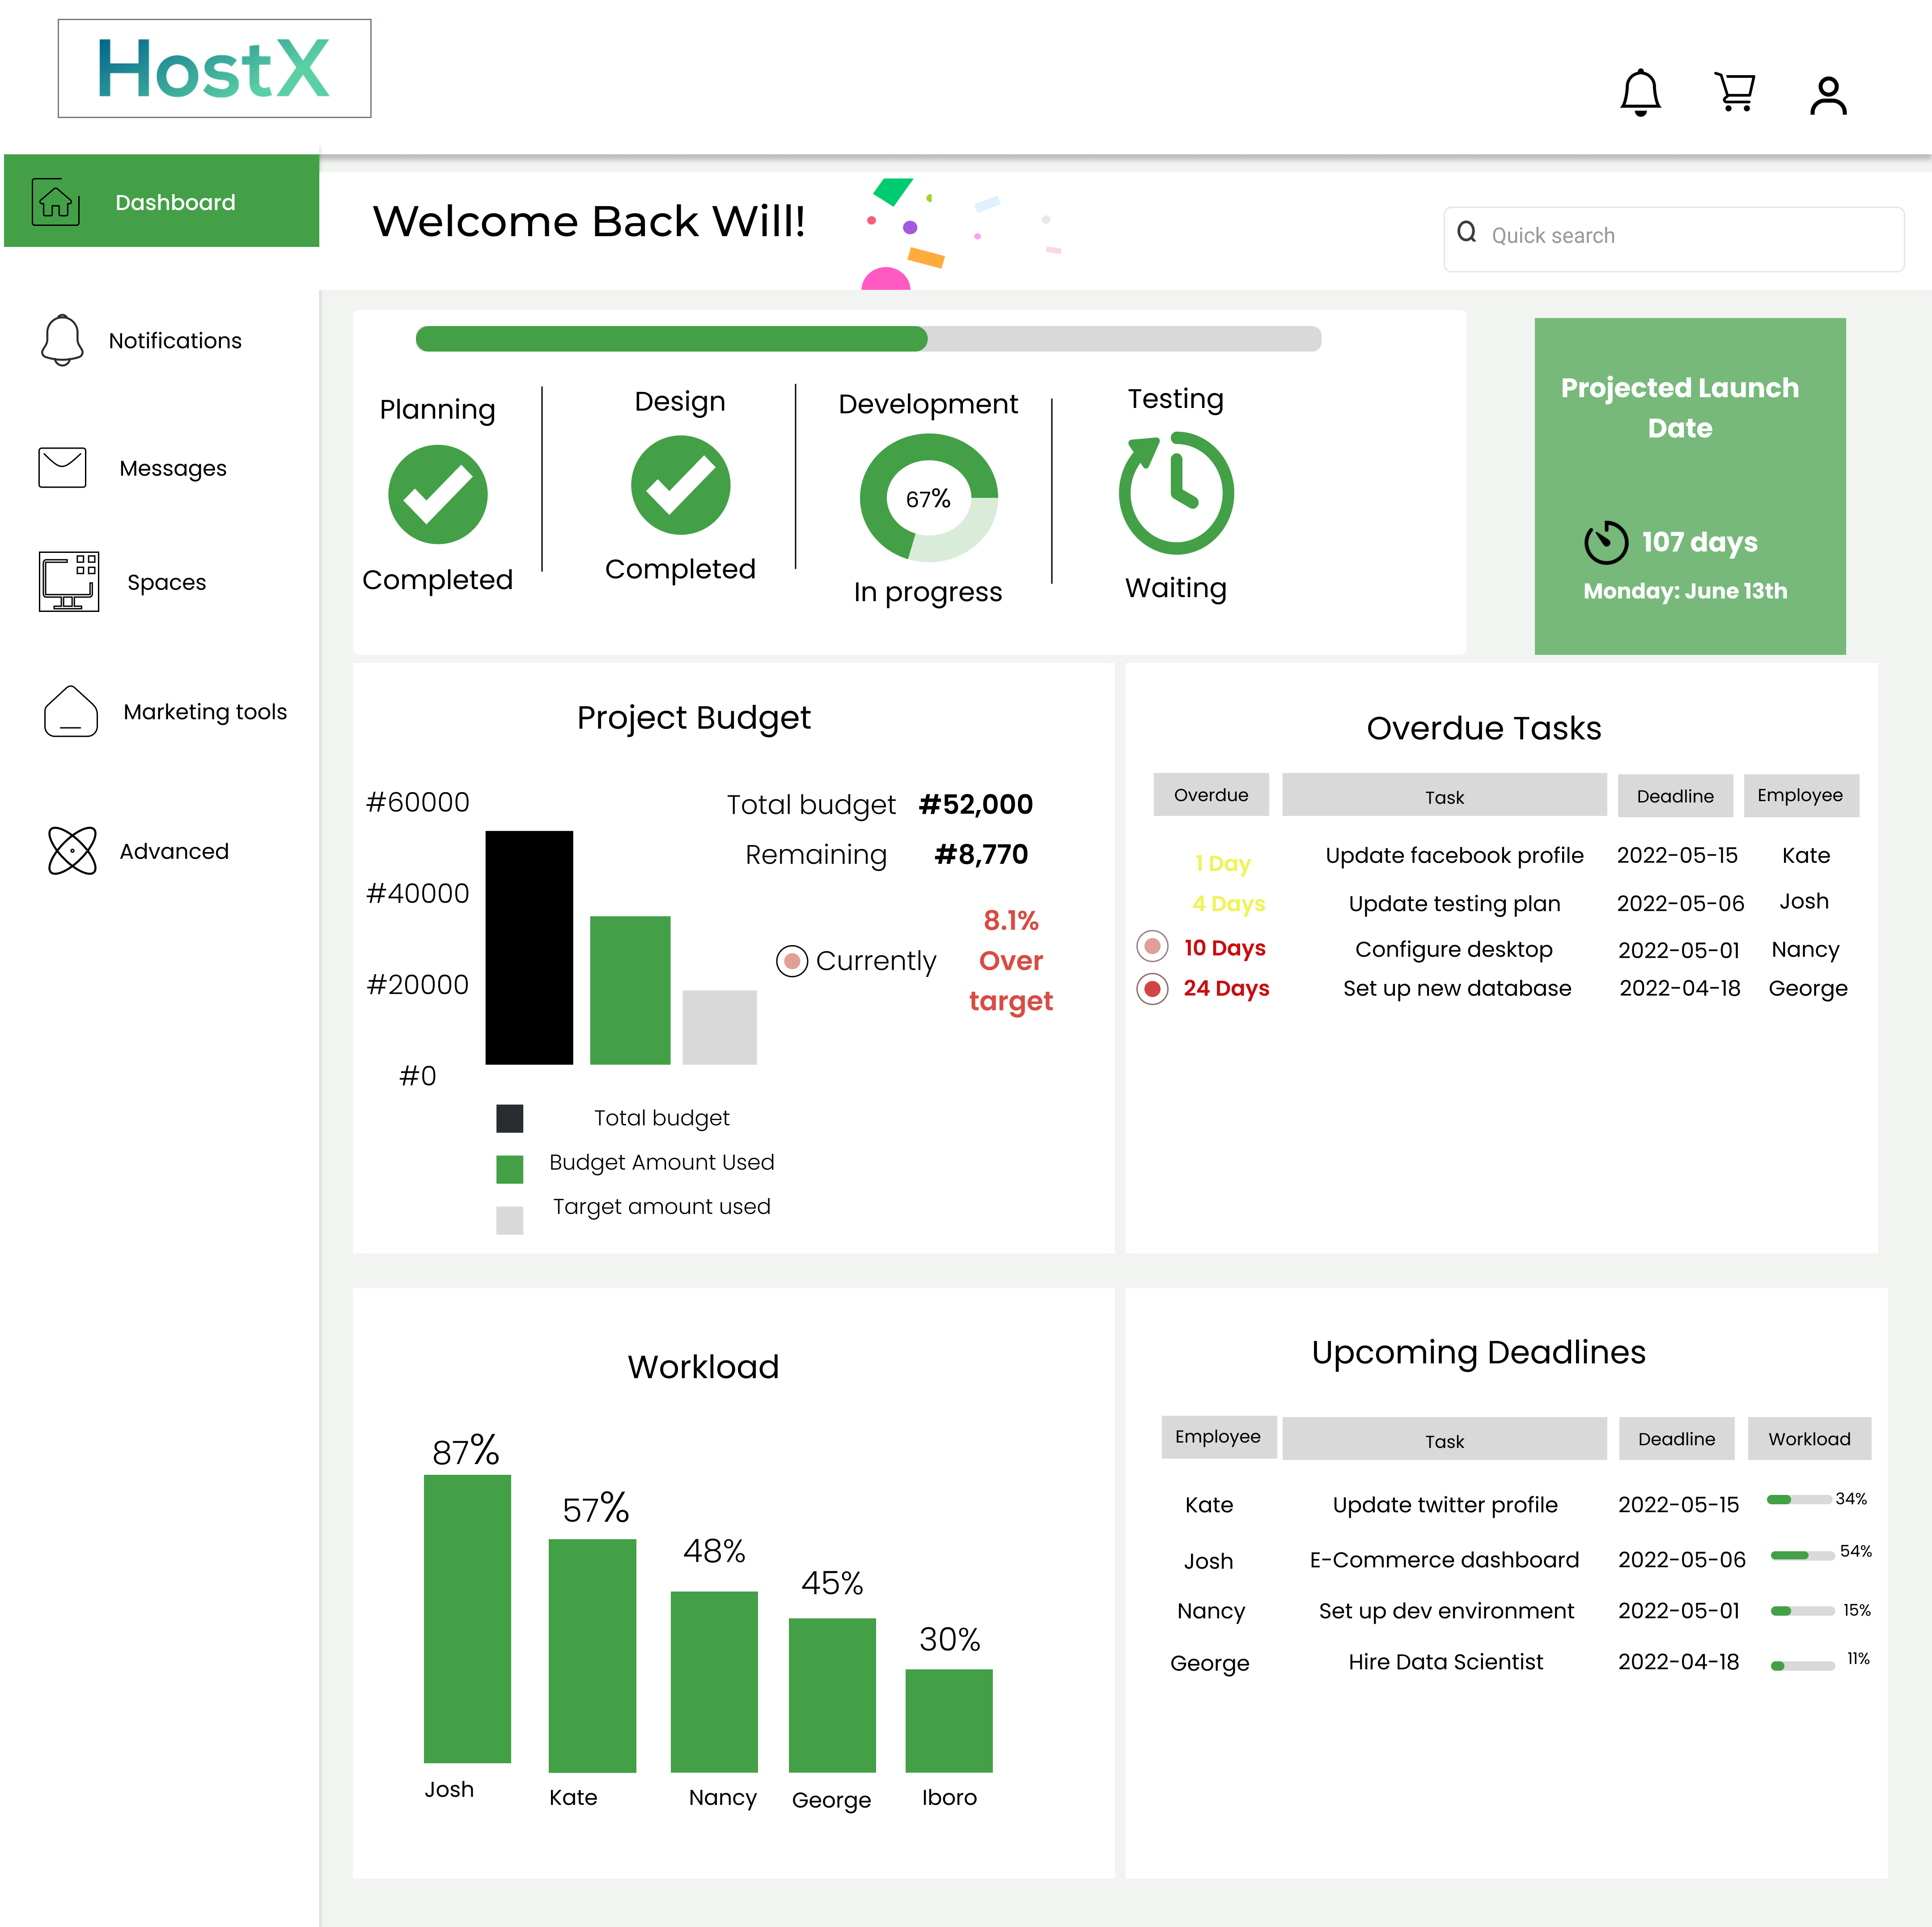 HostX
Dashboard
Welcome Back Will!
Quick search
Notifications
Messages
Spaces
Marketing tools
Advanced
Planning
Completed
Design
Completed
Development
67%
In progress
Testing
Waiting
Projected Launch
Date
107 days
Monday: June 13th
Project Budget
#60000
#40000
#20000
#0
Total budget #52,000
Remaining #8,770
Currently
8.1%
Over
target
Total budget
Budget Amount Used
Target amount used
Overdue Tasks
Overdue Task Deadline Employee
1 Day Update facebook profile 2022-05-15 Kate
4 Days Update testing plan 2022-05-06 Josh
10 Days Configure desktop 2022-05-01 Nancy
24 Days Set up new database 2022-04-18 George
Workload
87%
57%
48%
45%
30%
Josh Kate Nancy George Iboro
Upcoming Deadlines
Employee Task Deadline Workload
Kate Update twitter profile 2022-05-15 34%
Josh E-Commerce dashboard 2022-05-06 54%
Nancy Set up dev environment 2022-05-01 15%
George Hire Data Scientist 2022-04-18 11%